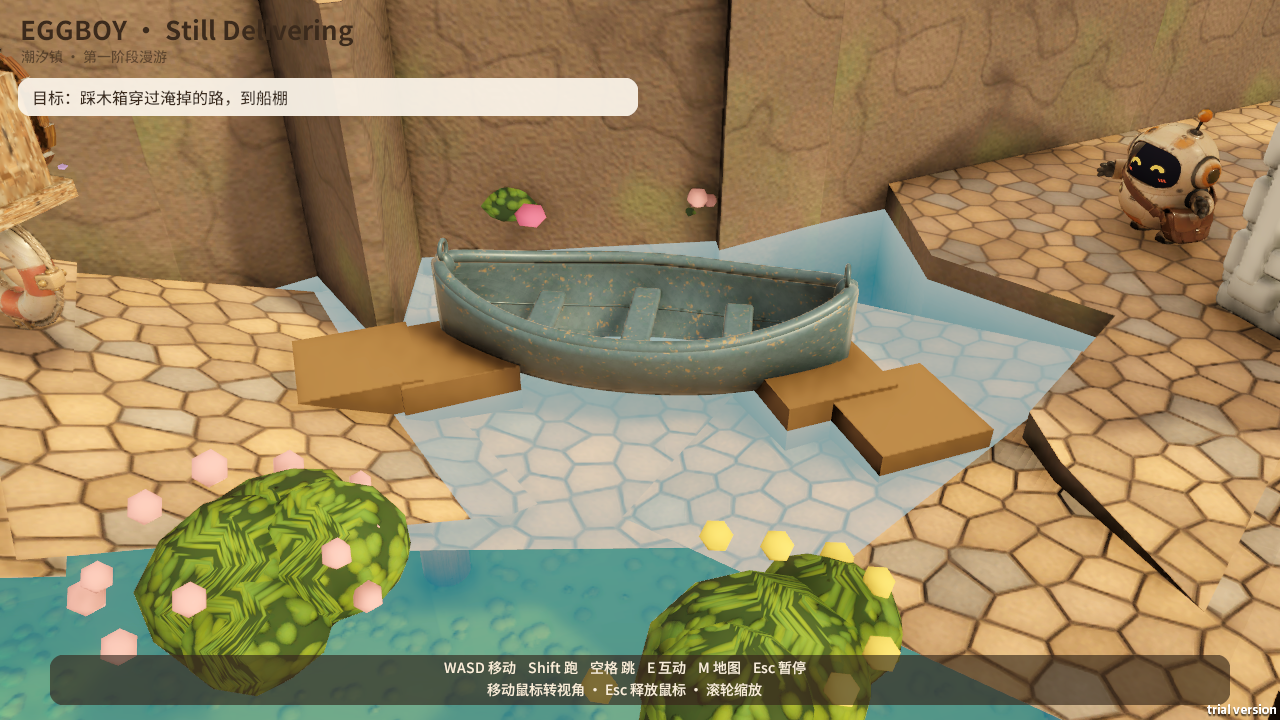 EGGBOY · Still Delivering
潮汐镇 · 第一阶段漫游
目标：踩木箱穿过淹掉的路，到船棚
WASD 移动 Shift 跑 空格 跳 E 互动 M 地图 Esc 暂停
移动鼠标转视角 · Esc 释放鼠标 · 滚轮缩放
trial version